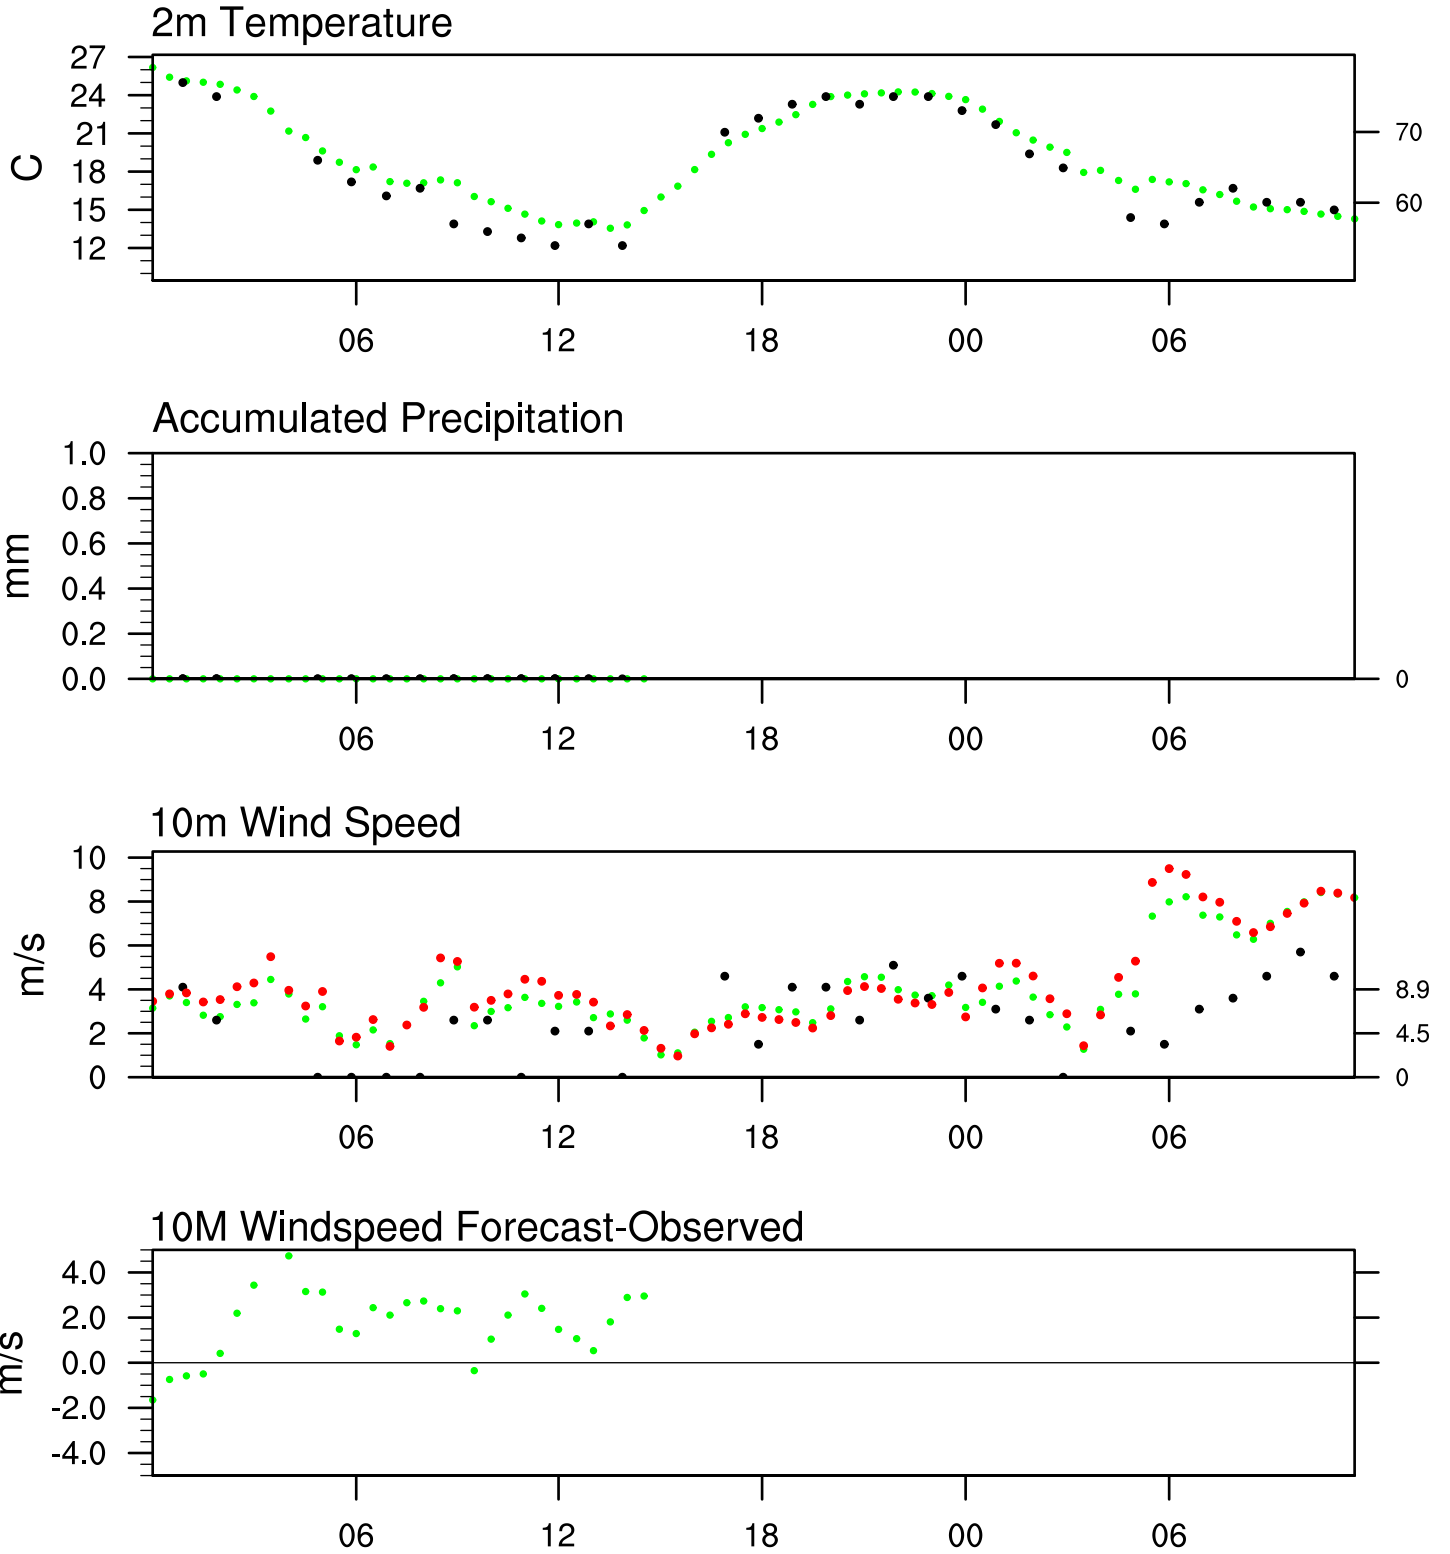 2m Temperature
27
24
21
18
15
12
C
70
60
06 12 18 00 06
Accumulated Precipitation
1.0
0.8
0.6
0.4
0.2
0.0
mm
0
06 12 18 00 06
10m Wind Speed
10
8
6
4
2
0
m/s
8.9
4.5
0
06 12 18 00 06
10M Windspeed Forecast-Observed
4.0
2.0
0.0
-2.0
-4.0
m/s
06 12 18 00 06